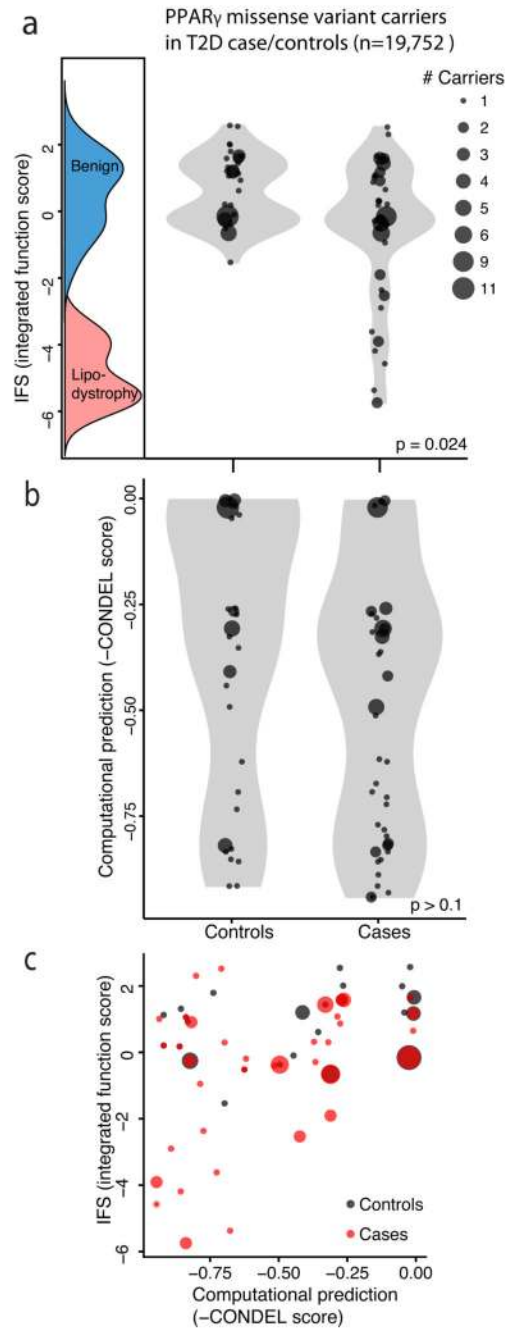 a
PPARγ missense variant carriers
in T2D case/controls (n=19,752 )
IFS (integrated function score)
2
0
−2
−4
−6
Benign
Lipo-
dystrophy
# Carriers
1
2
3
4
5
6
9
11
p = 0.024
b
Computational prediction (−CONDEL score)
0.00
−0.25
−0.50
−0.75
p > 0.1
Controls
Cases
c
IFS (integrated function score)
2
0
−2
−4
−6
Controls
Cases
−0.75
−0.50
−0.25
0.00
Computational prediction
(−CONDEL score)